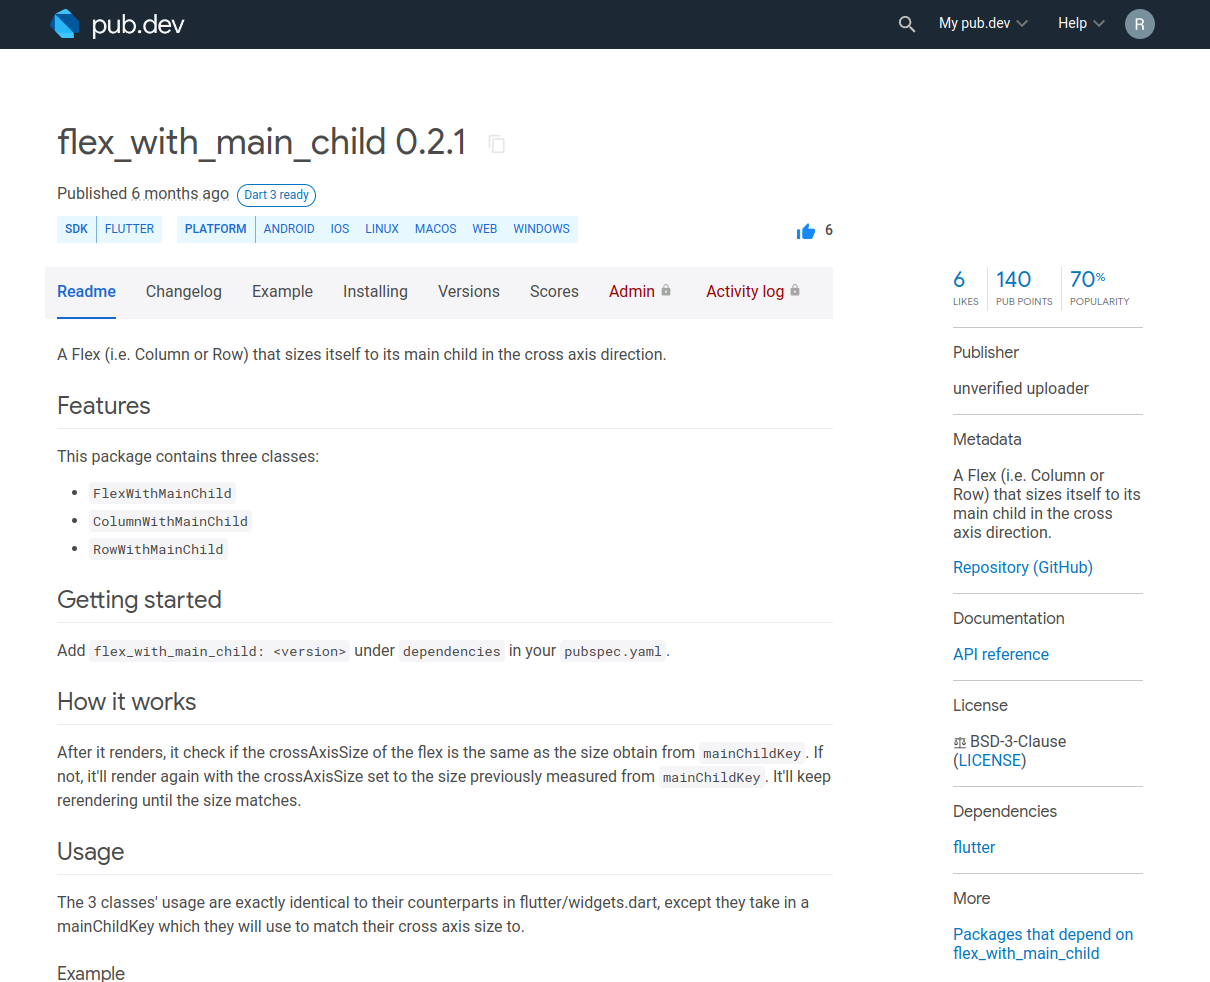 pub.dev
My pub.dev
Help
R
flex_with_main_child 0.2.1
Published 6 months ago Dart 3 ready
SDK FLUTTER PLATFORM ANDROID IOS LINUX MACOS WEB WINDOWS
6
Readme Changelog Example Installing Versions Scores Admin Activity log
A Flex (i.e. Column or Row) that sizes itself to its main child in the cross axis direction.
Features
This package contains three classes:
• FlexWithMainChild
• ColumnWithMainChild
• RowWithMainChild
Getting started
Add flex_with_main_child: <version> under dependencies in your pubspec.yaml.
How it works
After it renders, it check if the crossAxisSize of the flex is the same as the size obtain from mainChildKey. If
not, it'll render again with the crossAxisSize set to the size previously measured from mainChildKey. It'll keep
rerendering until the size matches.
Usage
The 3 classes' usage are exactly identical to their counterparts in flutter/widgets.dart, except they take in a
mainChildKey which they will use to match their cross axis size to.
Example
6 140 70%
LIKES PUB POINTS POPULARITY
Publisher
unverified uploader
Metadata
A Flex (i.e. Column or
Row) that sizes itself to its
main child in the cross
axis direction.
Repository (GitHub)
Documentation
API reference
License
BSD-3-Clause
(LICENSE)
Dependencies
flutter
More
Packages that depend on
flex_with_main_child